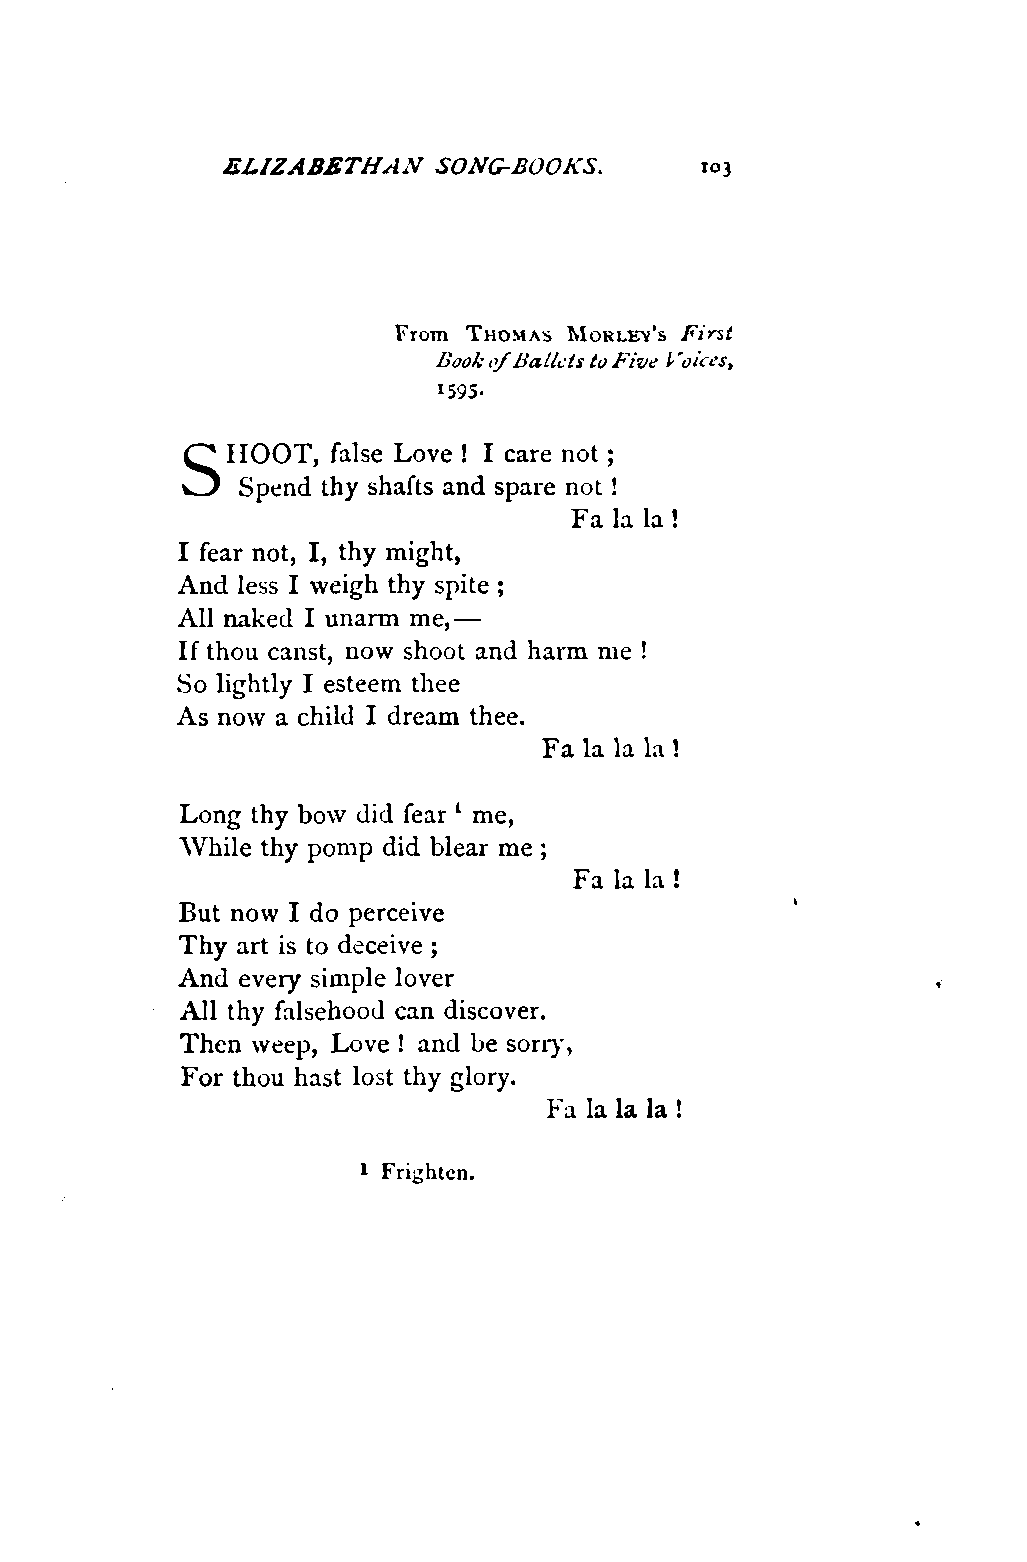 ELIZABETHAN SONG-BOOKS. 103
From THOMAS MORLEY'S First
Book of Ballets to Five Voices,
1595.
SHOOT, false Love ! I care not ;
Spend thy shafts and spare not !
Fa la la !
I fear not, I, thy might,
And less I weigh thy spite ;
All naked I unarm me,—
If thou canst, now shoot and harm me !
So lightly I esteem thee
As now a child I dream thee.
Fa la la la !
Long thy bow did fear ¹ me,
While thy pomp did blear me ;
Fa la la !
But now I do perceive
Thy art is to deceive ;
And every simple lover
All thy falsehood can discover.
Then weep, Love ! and be sorry,
For thou hast lost thy glory.
Fa la la la !
1 Frighten.